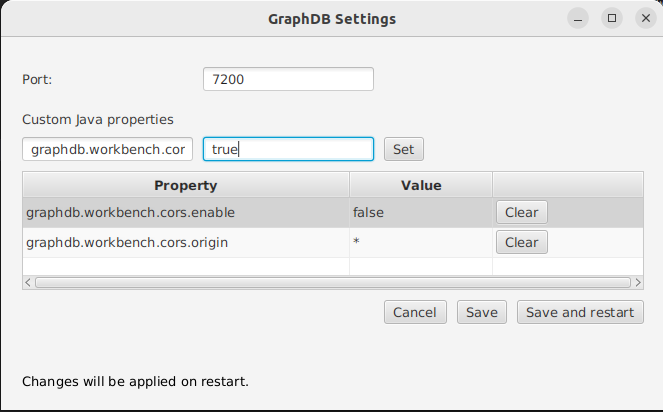 GraphDB Settings
Port: 7200
Custom Java properties
graphdb.workbench.cor true Set
Property Value
graphdb.workbench.cors.enable false Clear
graphdb.workbench.cors.origin * Clear
Cancel Save Save and restart
Changes will be applied on restart.